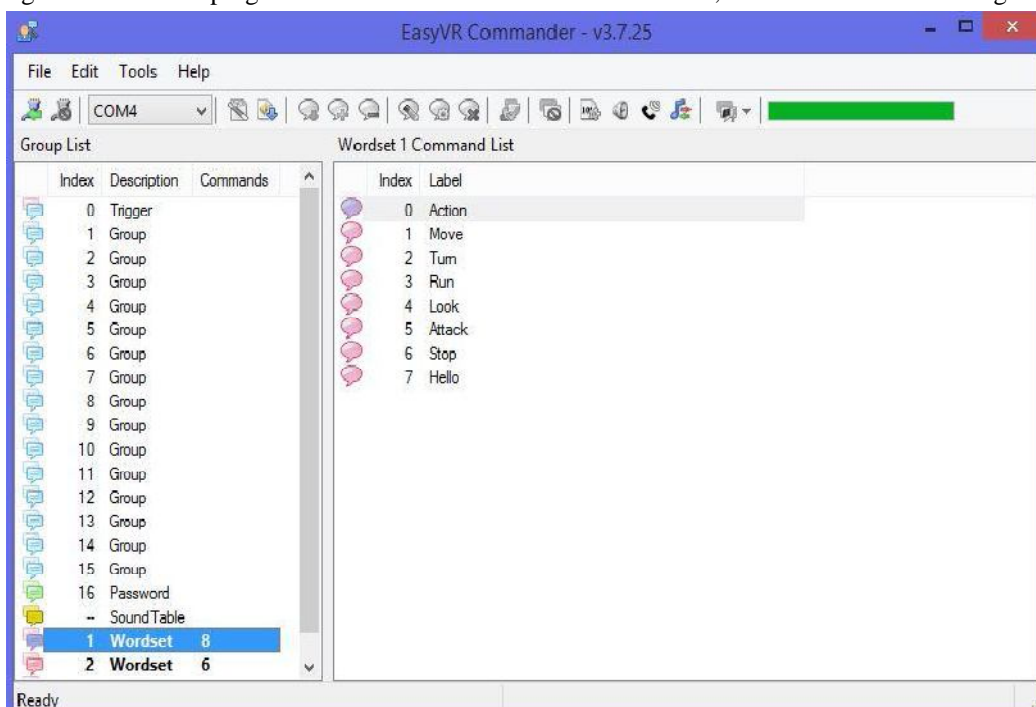 EasyVR Commander - v3.7.25
File Edit Tools Help
COM4
Group List
Wordset 1 Command List
Index Description Commands
0 Trigger
1 Group
2 Group
3 Group
4 Group
5 Group
6 Group
7 Group
8 Group
9 Group
10 Group
11 Group
12 Group
13 Group
14 Group
15 Group
16 Password
-- SoundTable
1 Wordset 8
2 Wordset 6
Index Label
0 Action
1 Move
2 Turn
3 Run
4 Look
5 Attack
6 Stop
7 Hello
Ready